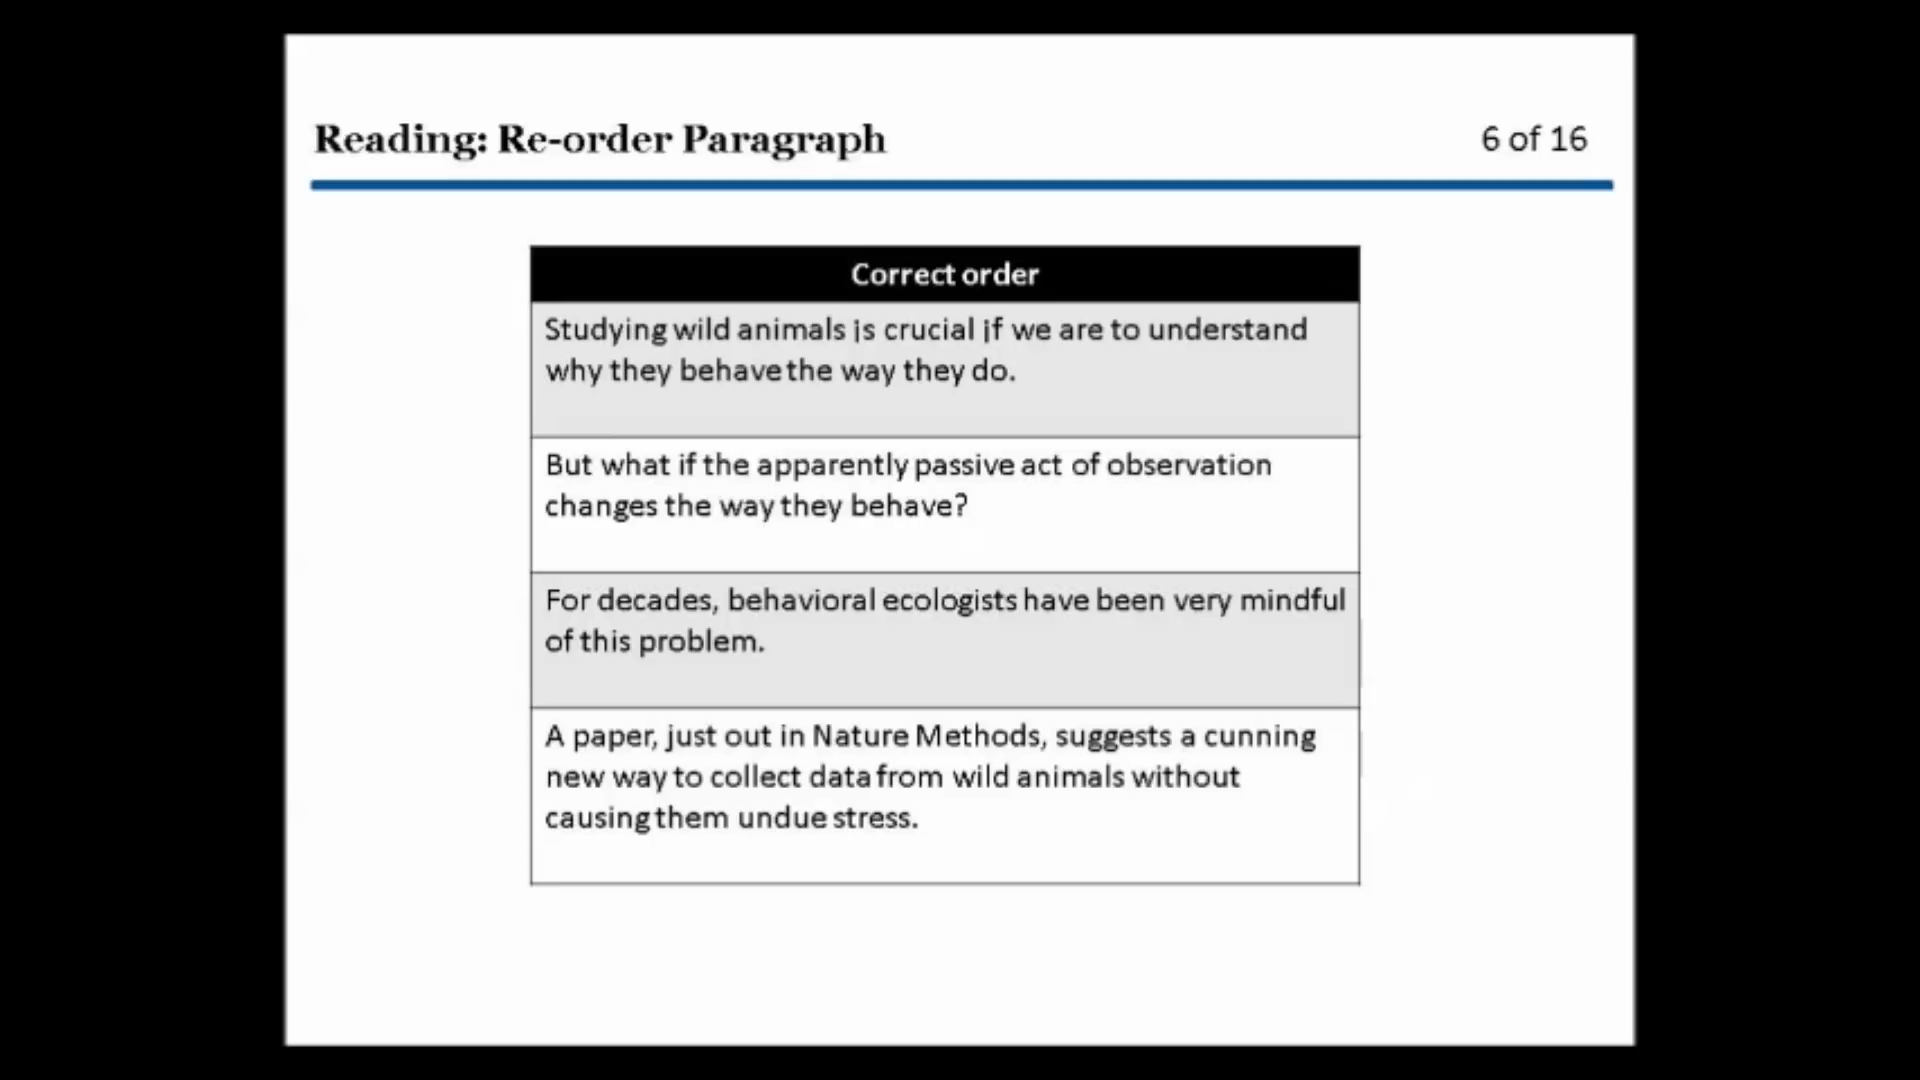 Reading: Re-order Paragraph
6 of 16
Correct order
Studying wild animals is crucial if we are to understand
why they behave the way they do.
But what if the apparently passive act of observation
changes the way they behave?
For decades, behavioral ecologists have been very mindful
of this problem.
A paper, just out in Nature Methods, suggests a cunning
new way to collect data from wild animals without
causing them undue stress.